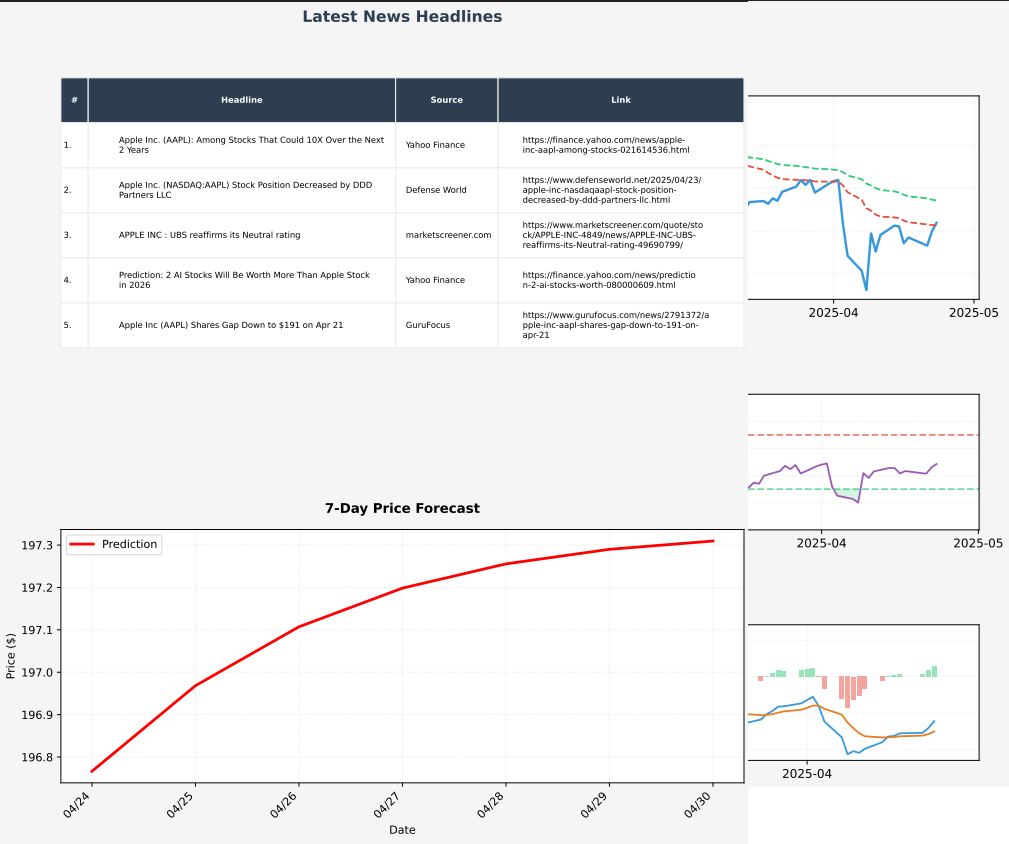 Latest News Headlines
# Headline Source Link
1. Apple Inc. (AAPL): Among Stocks That Could 10X Over the Next
2 Years
Yahoo Finance
https://finance.yahoo.com/news/apple-
inc-aapl-among-stocks-021614536.html
2. Apple Inc. (NASDAQ:AAPL) Stock Position Decreased by DDD
Partners LLC
Defense World
https://www.defenseworld.net/2025/04/23/
apple-inc-nasdaqaapl-stock-position-
decreased-by-ddd-partners-llc.html
3. APPLE INC : UBS reaffirms its Neutral rating
marketscreener.com
https://www.marketscreener.com/quote/sto
ck/APPLE-INC-4849/news/APPLE-INC-UBS-
reaffirms-its-Neutral-rating-49690799/
4. Prediction: 2 AI Stocks Will Be Worth More Than Apple Stock
in 2026
Yahoo Finance
https://finance.yahoo.com/news/predictio
n-2-ai-stocks-worth-080000609.html
5. Apple Inc (AAPL) Shares Gap Down to $191 on Apr 21
GuruFocus
https://www.gurufocus.com/news/2791372/a
pple-inc-aapl-shares-gap-down-to-191-on-
apr-21
2025-04 2025-05
2025-04 2025-05
2025-04
7-Day Price Forecast
Prediction
Price ($)
197.3
197.2
197.1
197.0
196.9
196.8
04/24 04/25 04/26 04/27 04/28 04/29 04/30
Date